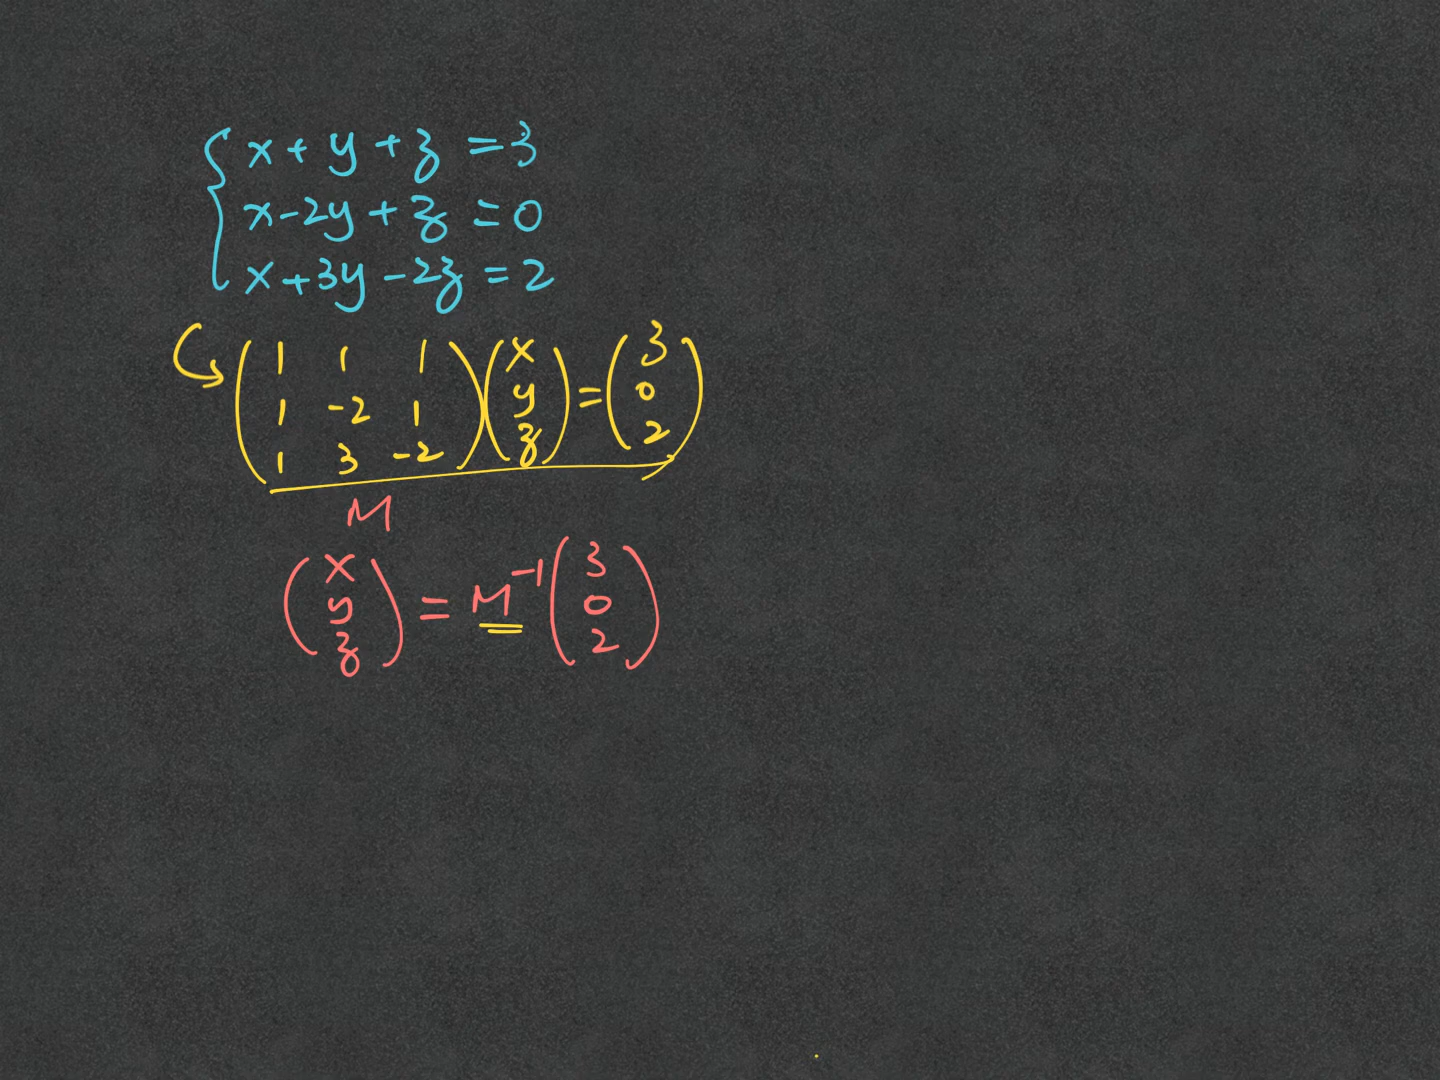 x + y + z = 3
x - 2y + z = 0
x + 3y - 2z = 2
( 1 1 1 ) ( x ) = ( 3 )
( 1 -2 1 ) ( y ) = ( 0 )
( 1 3 -2 ) ( z ) = ( 2 )
M
( x ) = M⁻¹ ( 3 )
( y ) ( 0 )
( z ) ( 2 )